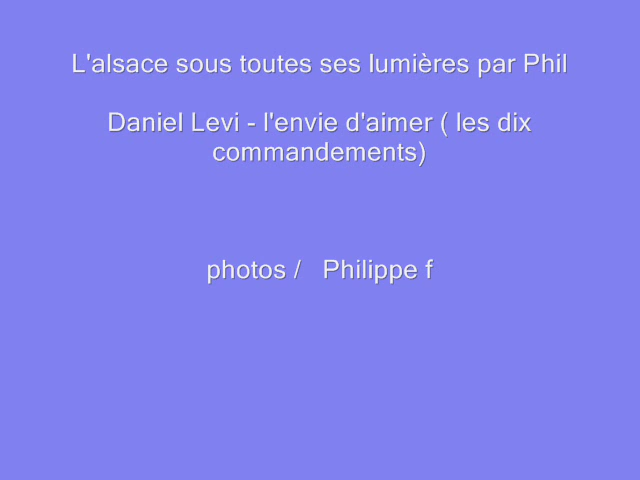 L'alsace sous toutes ses lumières par Phil
Daniel Levi - l'envie d'aimer ( les dix
commandements)
photos / Philippe f